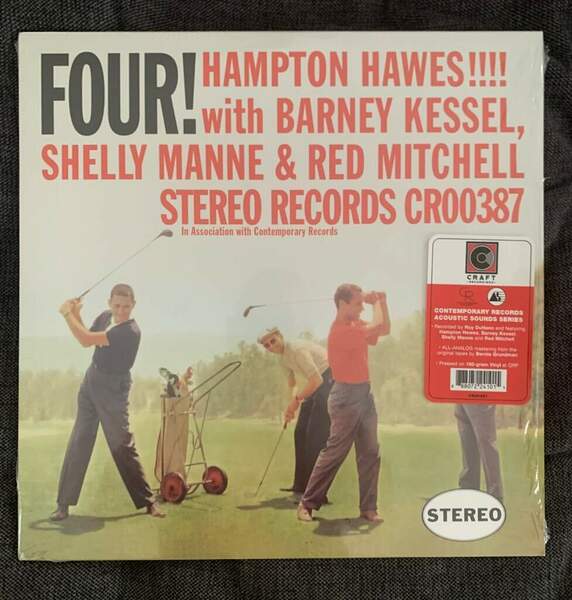 FOUR! HAMPTON HAWES!!!!
with BARNEY KESSEL,
SHELLY MANNE & RED MITCHELL
STEREO RECORDS CR00387
In Association with Contemporary Records
C
CRAFT
RECORDINGS
CONTEMPORARY RECORDS
ACOUSTIC SOUNDS SERIES
• Recorded by Roy DuNann and featuring
Hampton Hawes, Barney Kessel,
Shelly Manne and Red Mitchell
• ALL-ANALOG mastering from the
original tapes by Bernie Grundman
• Pressed on 180-gram Vinyl at QRP
STEREO